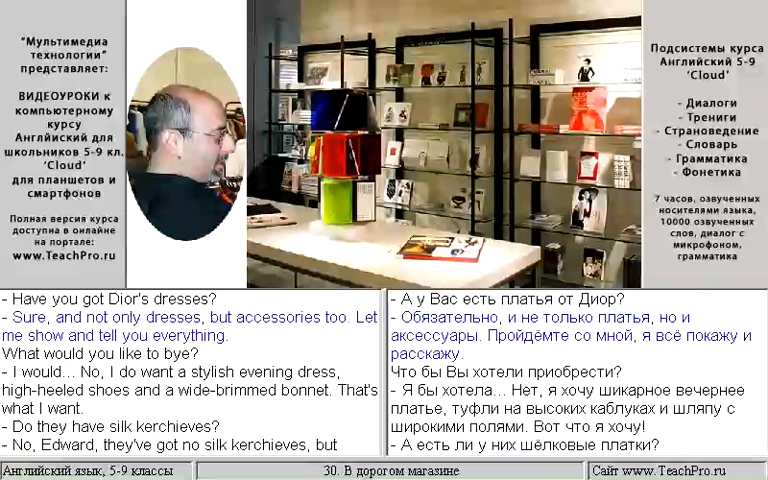 "Мультимедиа
технологии"
представляет:
ВИДЕОУРОКИ к
компьютерному
курсу
Английский для
школьников 5-9 кл.
'Cloud'
для планшетов и
смартфонов
Полная версия курса
доступна в онлайне
на портале:
www.TeachPro.ru
Подсистемы курса
Английский 5-9
'Cloud'
- Диалоги
- Тренинги
- Страноведение
- Словарь
- Грамматика
- Фонетика
7 часов, озвученных
носителями языка,
10000 озвученных
слов, диалог с
микрофоном,
грамматика
- Have you got Dior's dresses?
- Sure, and not only dresses, but accessories too. Let
me show and tell you everything.
What would you like to bye?
- I would... No, I do want a stylish evening dress,
high-heeled shoes and a wide-brimmed bonnet. That's
what I want.
- Do they have silk kerchieves?
- No, Edward, they've got no silk kerchieves, but
- А у Вас есть платья от Диор?
- Обязательно, и не только платья, но и
аксессуары. Пройдёмте со мной, я всё покажу и
расскажу.
Что бы Вы хотели приобрести?
- Я бы хотела... Нет, я хочу шикарное вечернее
платье, туфли на высоких каблуках и шляпу с
широкими полями. Вот что я хочу!
- А есть ли у них шёлковые платки?
Английский язык, 5-9 классы
30. В дорогом магазине
Сайт www.TeachPro.ru